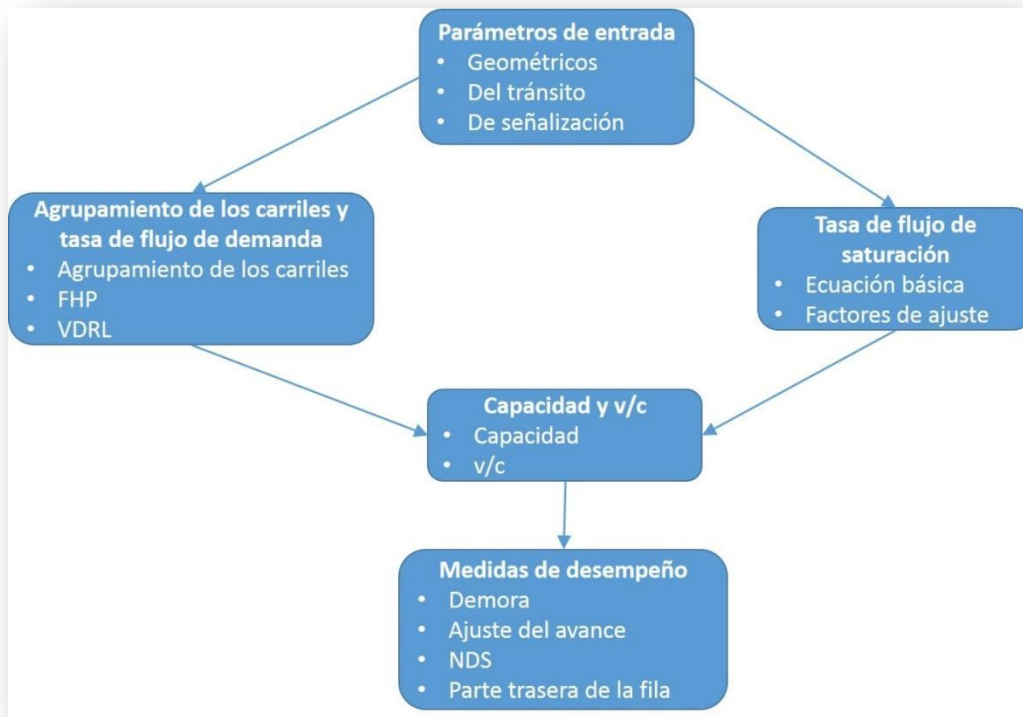 Parámetros de entrada
• Geométricos
• Del tránsito
• De señalización
Agrupamiento de los carriles y
tasa de flujo de demanda
• Agrupamiento de los carriles
• FHP
• VDRL
Tasa de flujo de
saturación
• Ecuación básica
• Factores de ajuste
Capacidad y v/c
• Capacidad
• v/c
Medidas de desempeño
• Demora
• Ajuste del avance
• NDS
• Parte trasera de la fila